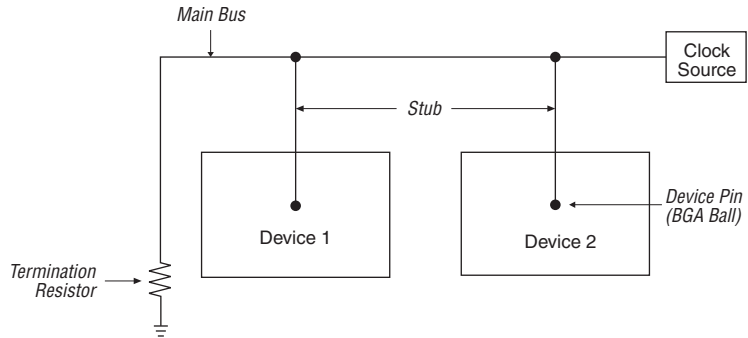 Main Bus
Clock
Source
Stub
Device 1
Device 2
Device Pin
(BGA Ball)
Termination
Resistor